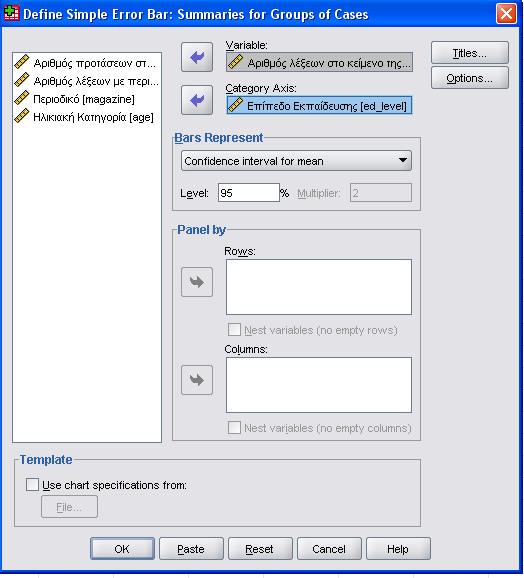 Define Simple Error Bar: Summaries for Groups of Cases
Variable:
Αριθμός λέξεων στο κείμενο της...
Category Axis:
Επίπεδο Εκπαίδευσης [ed_level]
Titles...
Options...
Αριθμός προτάσεων στ...
Αριθμός λέξεων με περι...
Περιοδικό [magazine]
Ηλικιακή Κατηγορία [age]
Bars Represent
Confidence interval for mean
Level: 95 % Multiplier: 2
Panel by
Rows:
Nest variables (no empty rows)
Columns:
Nest variables (no empty columns)
Template
Use chart specifications from:
File...
OK Paste Reset Cancel Help